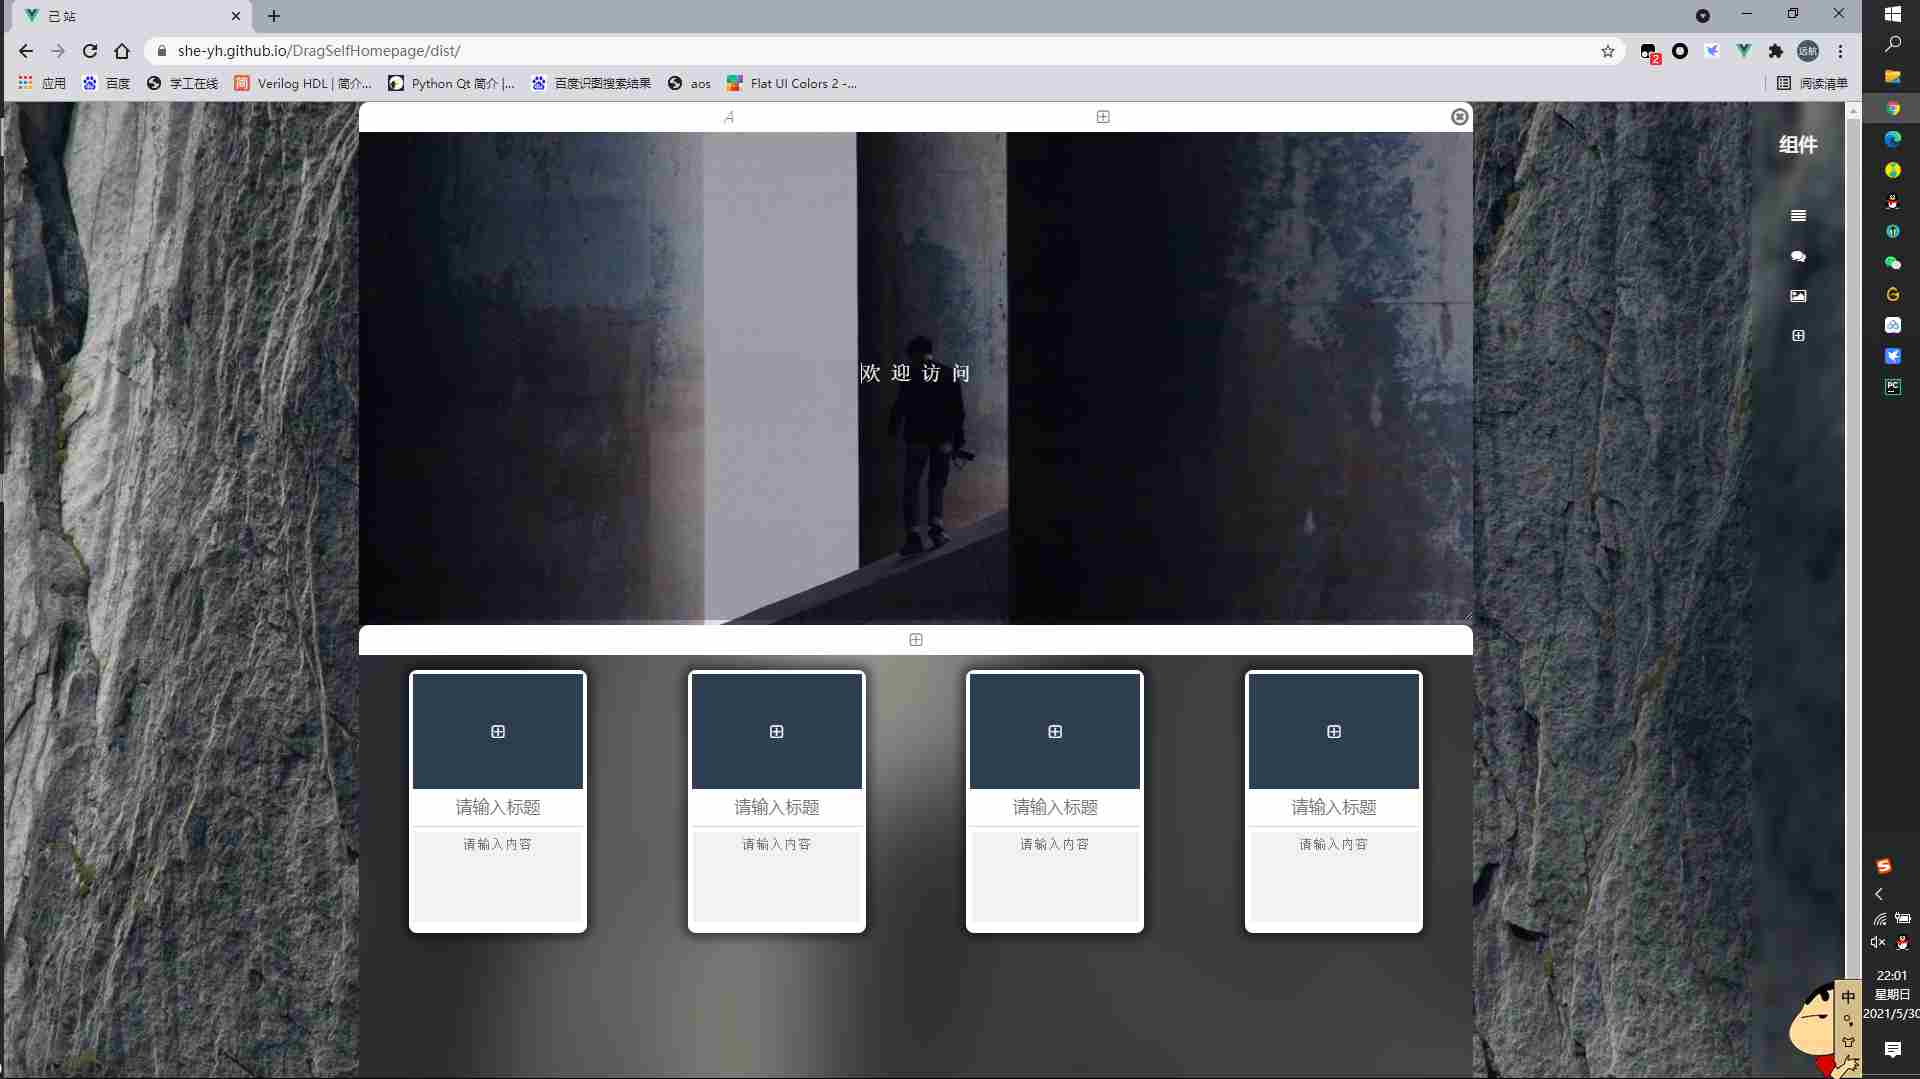 己 站
she-yh.github.io/DragSelfHomepage/dist/
2
远航
应用
百度
学工在线
简
Verilog HDL | 简介...
Python Qt 简介 |...
百度识图搜索结果
aos
Flat UI Colors 2 -...
阅读清单
A
组件
欢 迎 访 问
PC
请输入标题
请输入标题
请输入标题
请输入标题
请输入内容
请输入内容
请输入内容
请输入内容
S
22:01
星期日
2021/5/30
中